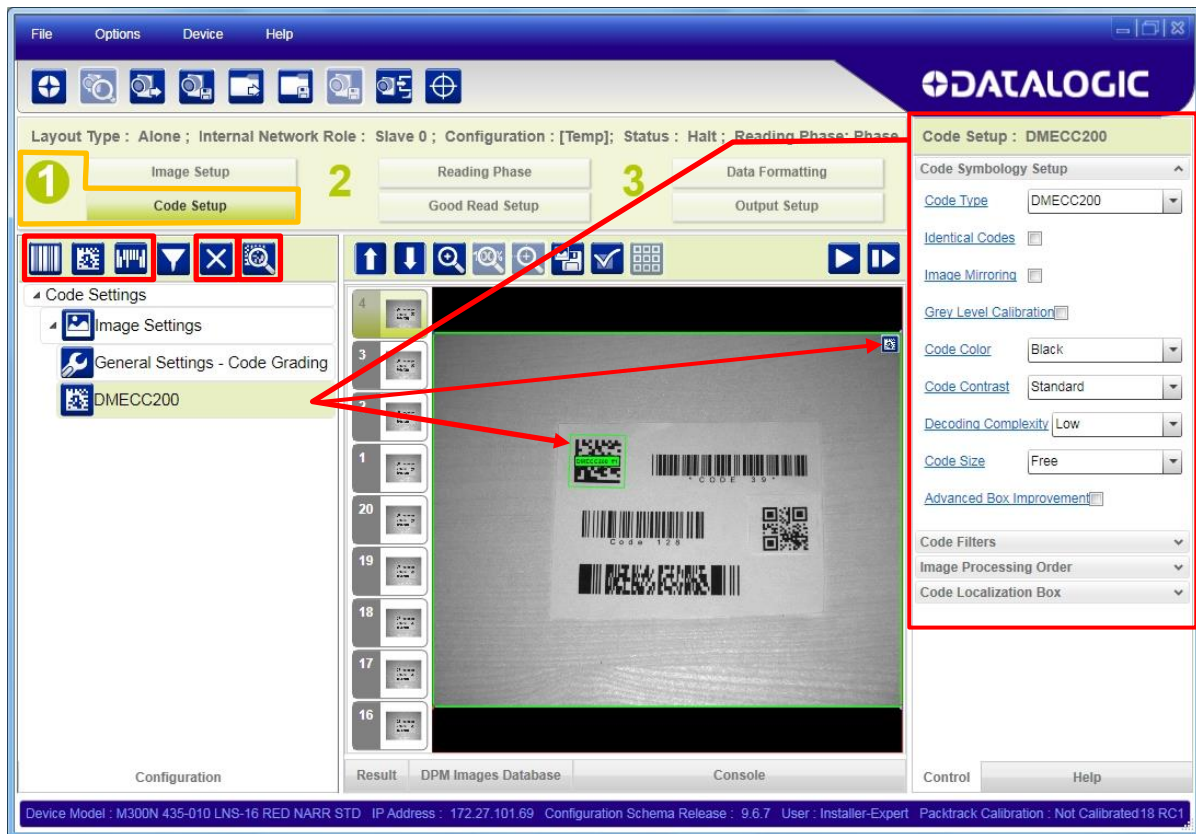 File Options Device Help
DATALOGIC
Layout Type : Alone ; Internal Network Role : Slave 0 ; Configuration : [Temp]; Status : Halt ; Reading Phase: Phase
1 Image Setup
Code Setup
2 Reading Phase
Good Read Setup
3 Data Formatting
Output Setup
Code Settings
Image Settings
General Settings - Code Grading
DMECC200
Configuration
100%
4
3
2
1
20
19
18
17
16
*CODE 39*
Code 128
Result DPM Images Database Console
Code Setup : DMECC200
Code Symbology Setup
Code Type DMECC200
Identical Codes
Image Mirroring
Grey Level Calibration
Code Color Black
Code Contrast Standard
Decoding Complexity Low
Code Size Free
Advanced Box Improvement
Code Filters
Image Processing Order
Code Localization Box
Control Help
Device Model : M300N 435-010 LNS-16 RED NARR STD IP Address : 172.27.101.69 Configuration Schema Release : 9.6.7 User : Installer-Expert Packtrack Calibration : Not Calibrated18 RC1